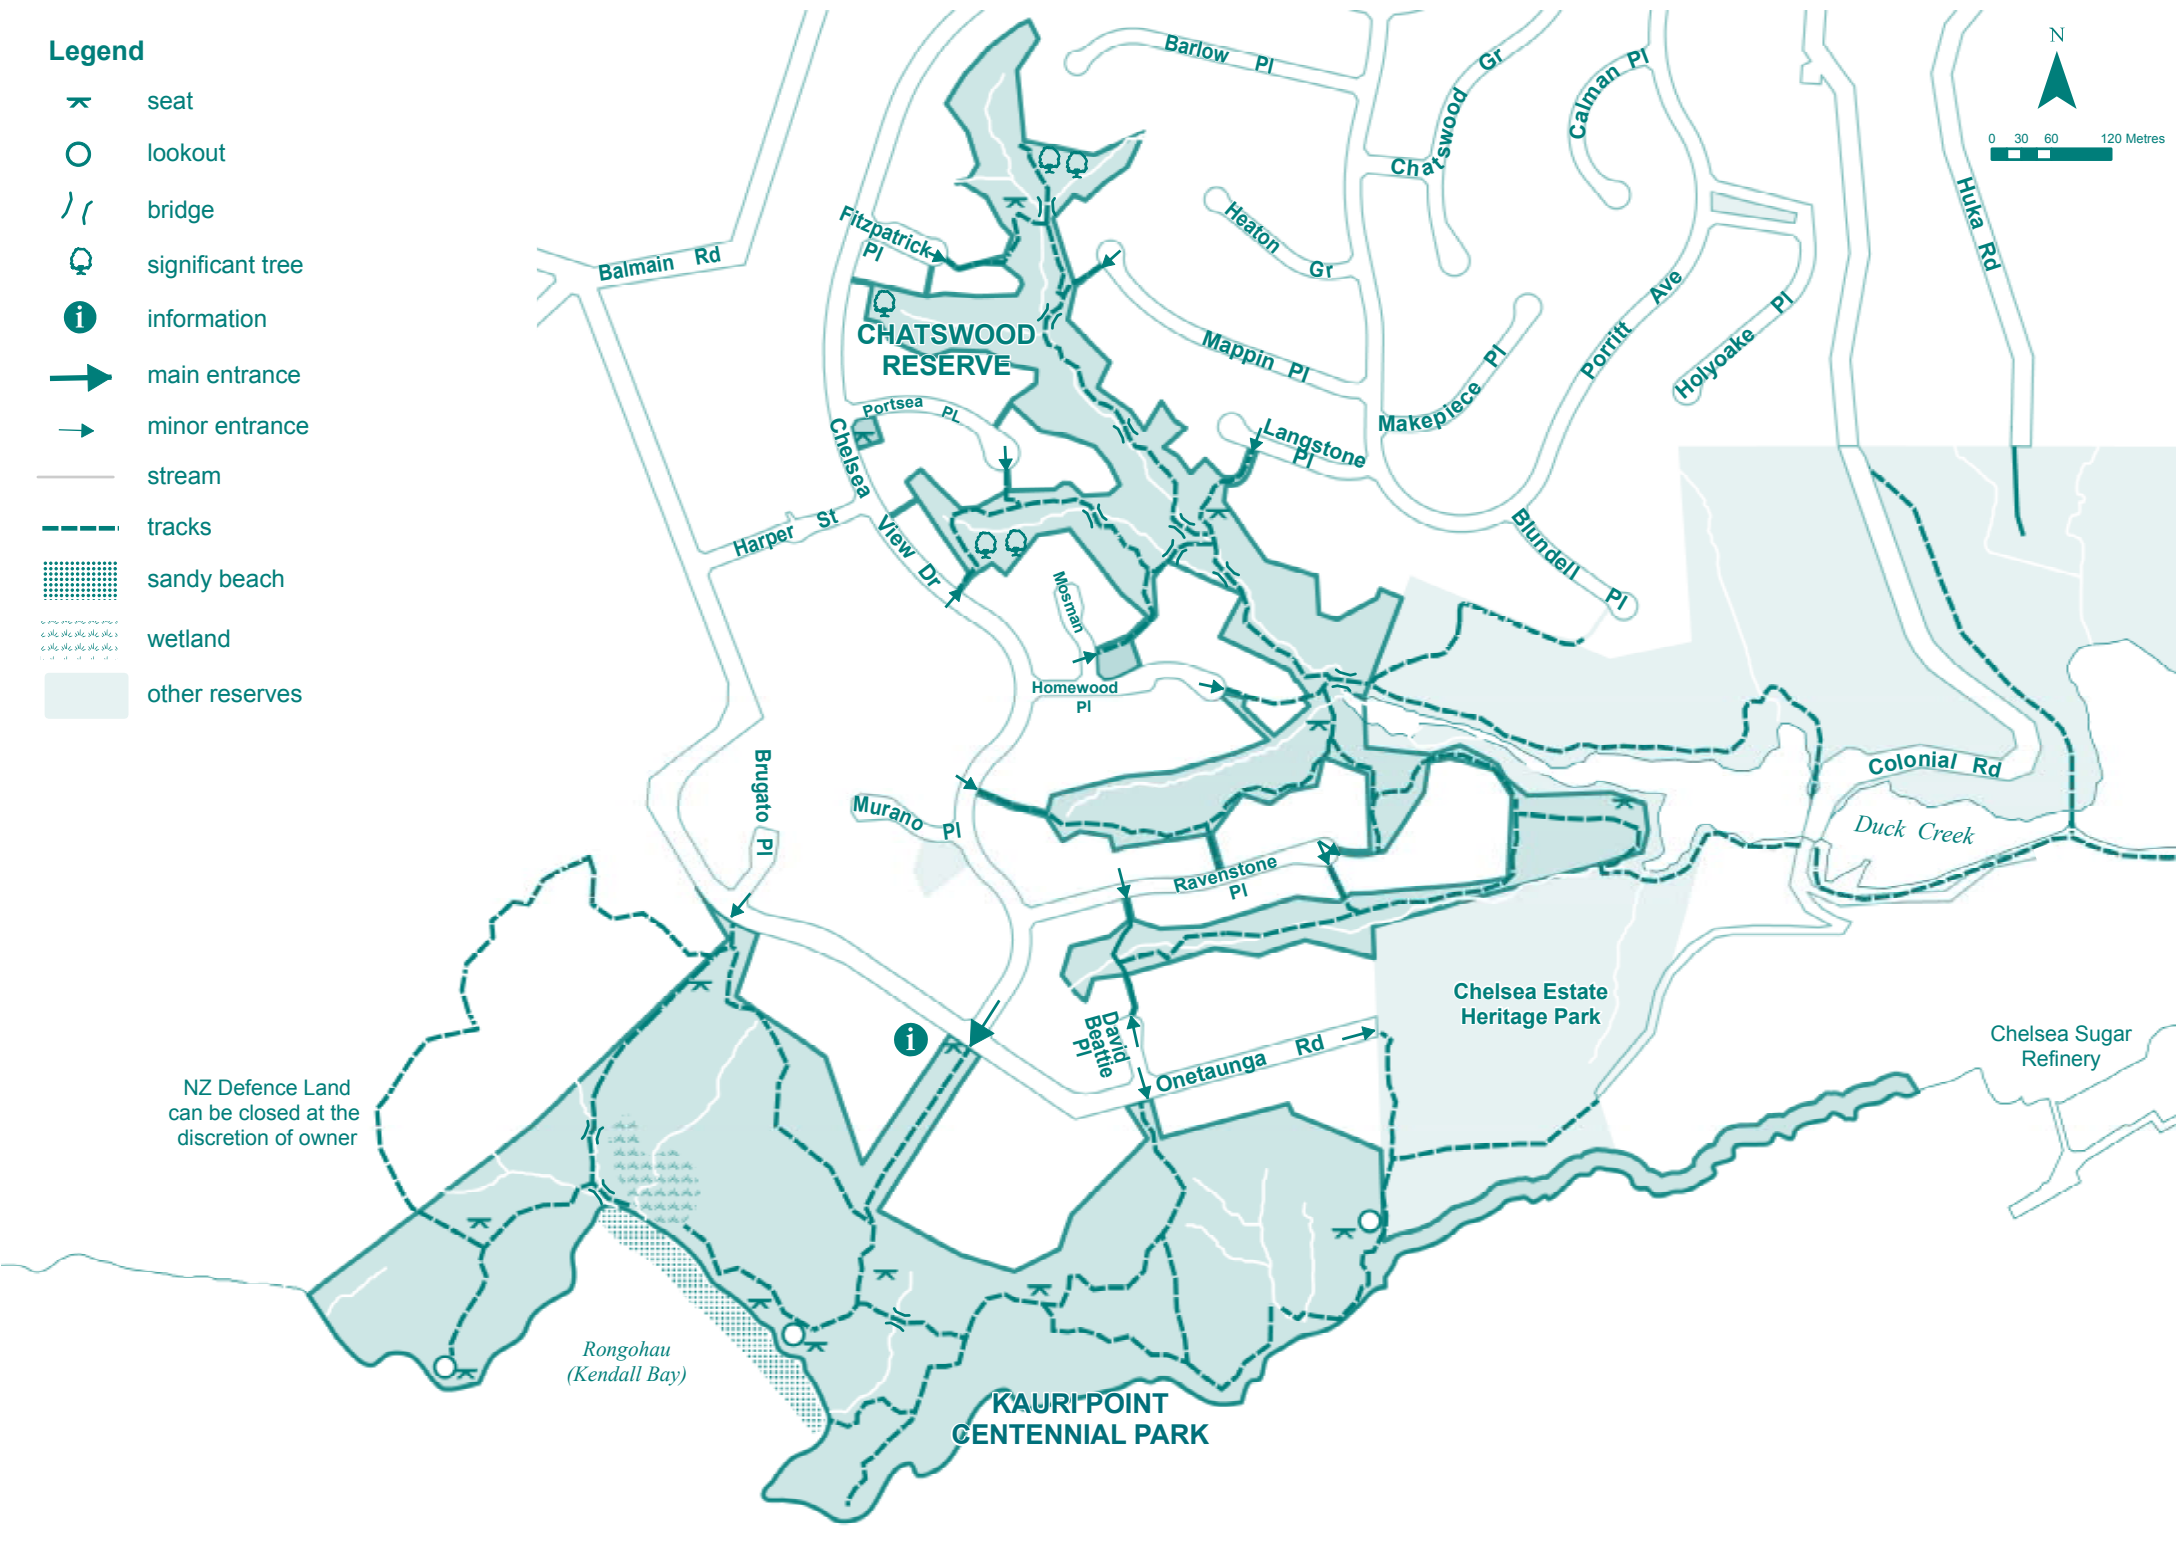 Legend
seat
lookout
bridge
significant tree
information
main entrance
minor entrance
stream
tracks
sandy beach
wetland
other reserves
N
0 30 60 120 Metres
Barlow Pl
Chatswood Gr
Calman Pl
Huka Rd
Balmain Rd
Fitzpatrick
Pl
Heaton Gr
CHATSWOOD
RESERVE
Mappin Pl
Makepiece Pl
Porritt Ave
Holyoake Pl
Portsea PL
Langstone
Pl
Chelsea View Dr
Harper St
Blundell Pl
Mosman
Homewood
Pl
Brugato Pl
Murano Pl
Colonial Rd
Duck Creek
Ravenstone
Pl
Chelsea Estate
Heritage Park
David
Beattie
Pl
Onetaunga Rd
Chelsea Sugar
Refinery
NZ Defence Land
can be closed at the
discretion of owner
i
Rongohau
(Kendall Bay)
KAURI POINT
CENTENNIAL PARK